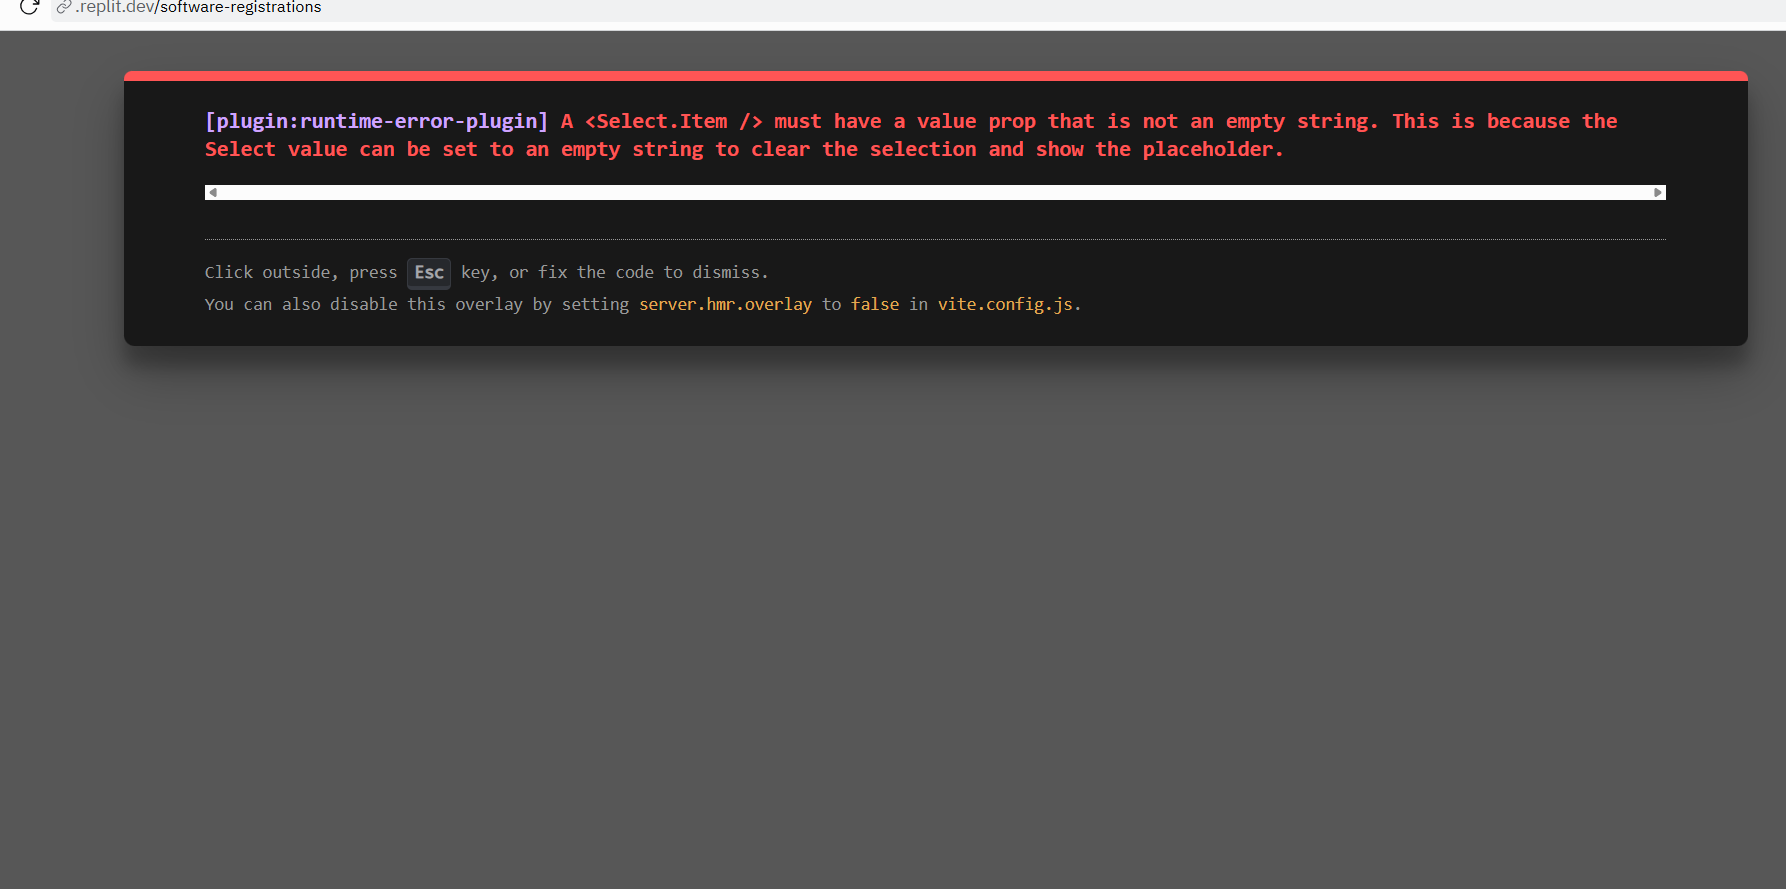 .replit.dev/software-registrations
[plugin:runtime-error-plugin] A <Select.Item /> must have a value prop that is not an empty string. This is because the
Select value can be set to an empty string to clear the selection and show the placeholder.
Click outside, press Esc key, or fix the code to dismiss.
You can also disable this overlay by setting server.hmr.overlay to false in vite.config.js.